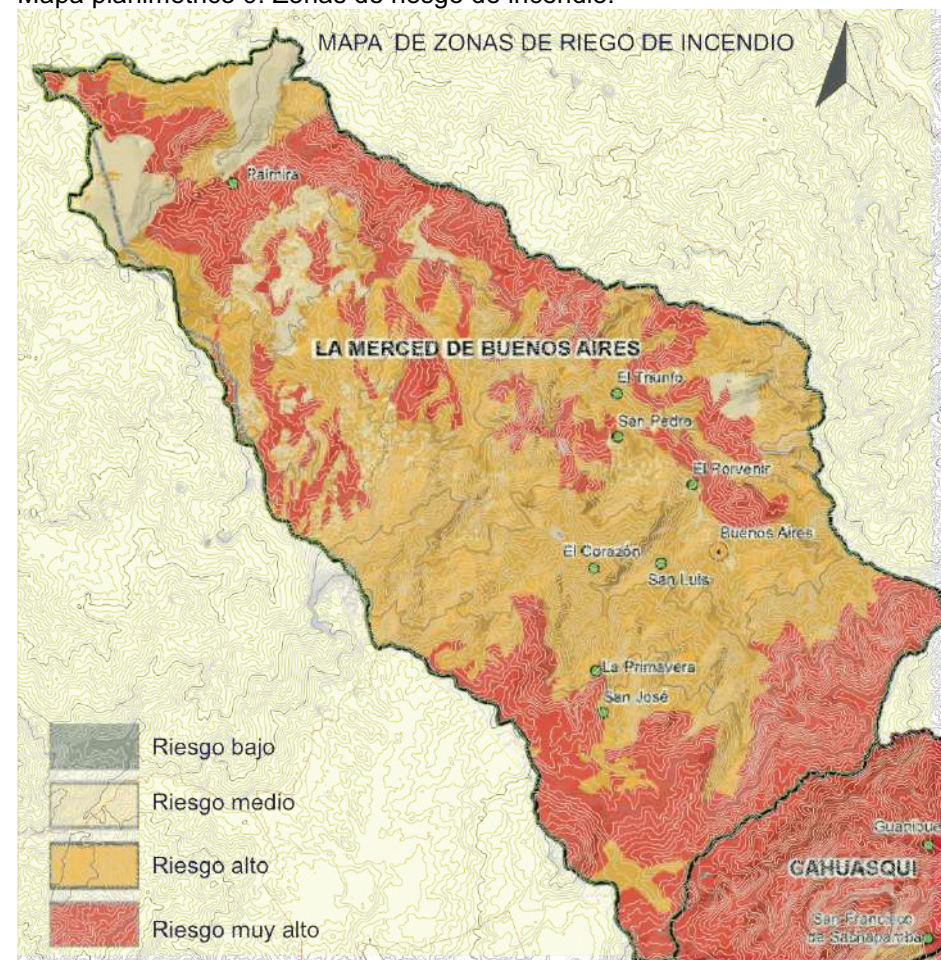 Mapa planimétrico 6: Zonas de riesgo de incendio.
MAPA DE ZONAS DE RIEGO DE INCENDIO
Palmira
LA MERCED DE BUENOS AIRES
El Triunfo
San Pedro
El Porvenir
Buenos Aires
El Corazón
San Luis
La Primavera
San José
Riesgo bajo
Riesgo medio
Riesgo alto
Riesgo muy alto
CAHUASQUI
San Francisco
de Sachapamba